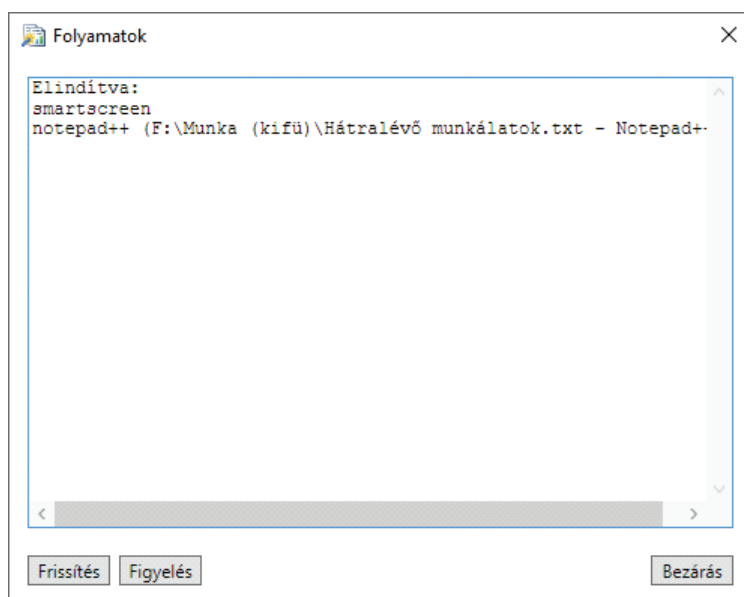 Folyamatok
Elindítva:
smartscreen
notepad++ (F:\Munka (kifü)\Hátralévő munkálatok.txt - Notepad+
Frissítés
Figyelés
Bezárás